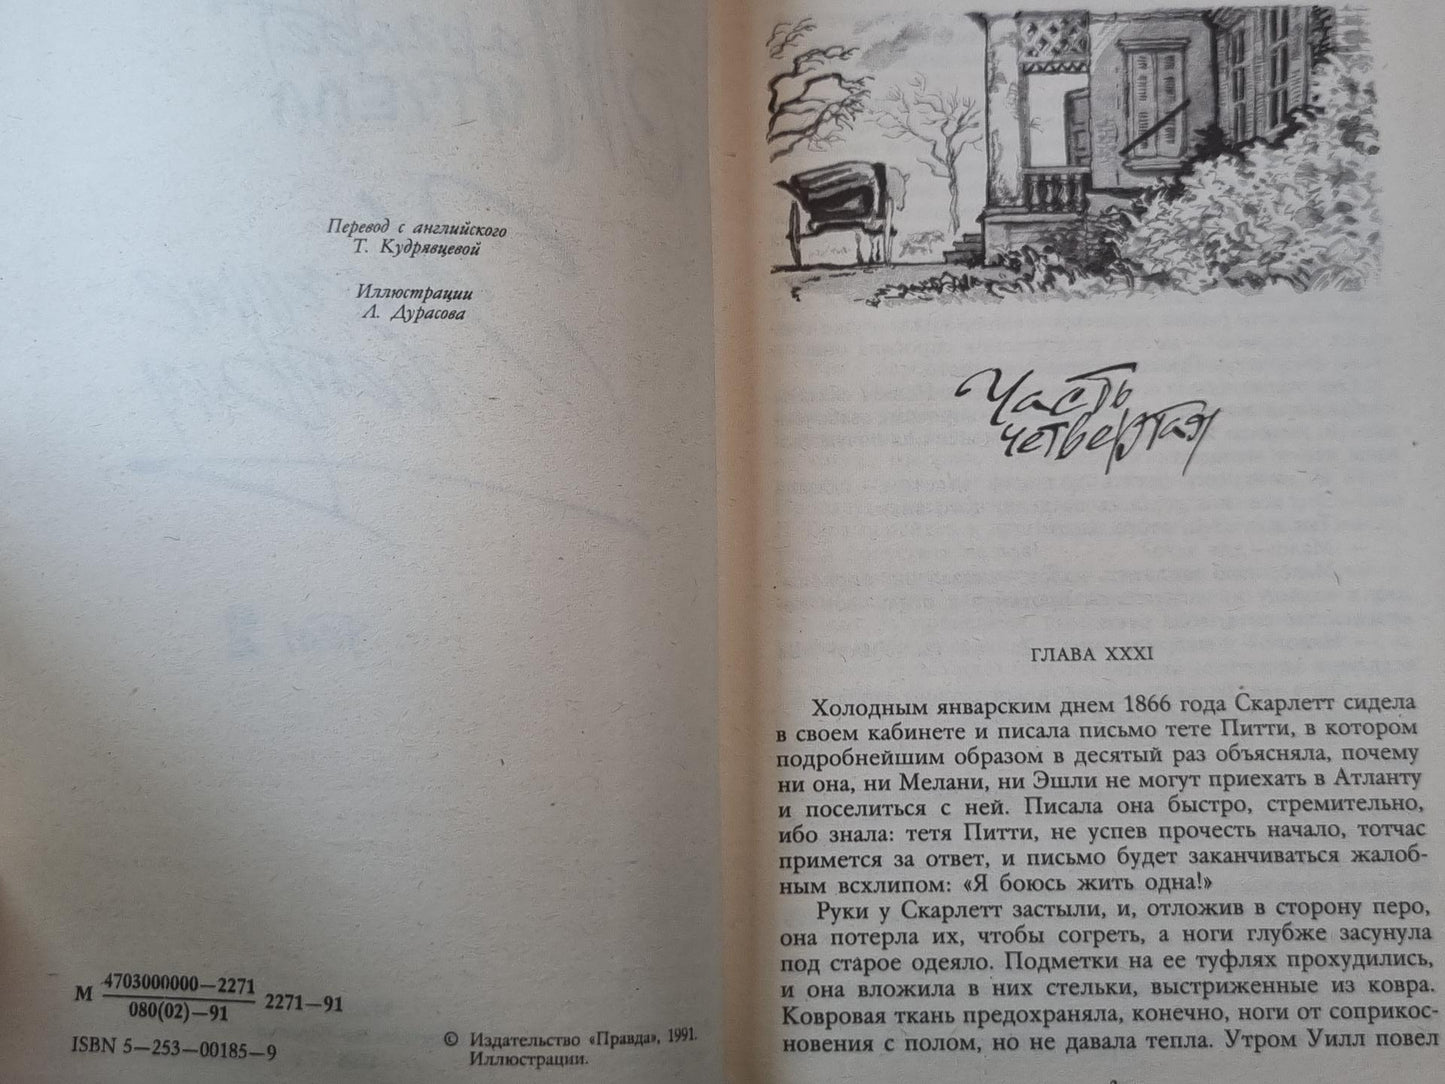 Перевод с английского
Т. Кудрявцевой
Иллюстрации
Л. Дурасова
М 4703000000—2271
080(02)—91 2271—91
ISBN 5—253—00185—9
© Издательство «Правда», 1991.
Иллюстрации.
Часть
четвертая
ГЛАВА XXXI
Холодным январским днем 1866 года Скарлетт сидела
в своем кабинете и писала письмо тете Питти, в котором
подробнейшим образом в десятый раз объясняла, почему
ни она, ни Мелани, ни Эшли не могут приехать в Атланту
и поселиться с ней. Писала она быстро, стремительно,
ибо знала: тетя Питти, не успев прочесть начало, тотчас
примется за ответ, и письмо будет заканчиваться жалоб-
ным всхлипом: «Я боюсь жить одна!»
Руки у Скарлетт застыли, и, отложив в сторону перо,
она потерла их, чтобы согреть, а ноги глубже засунула
под старое одеяло. Подметки на ее туфлях прохудились,
и она вложила в них стельки, выстриженные из ковра.
Ковровая ткань предохраняла, конечно, ноги от соприкос-
новения с полом, но не давала тепла. Утром Уилл повел